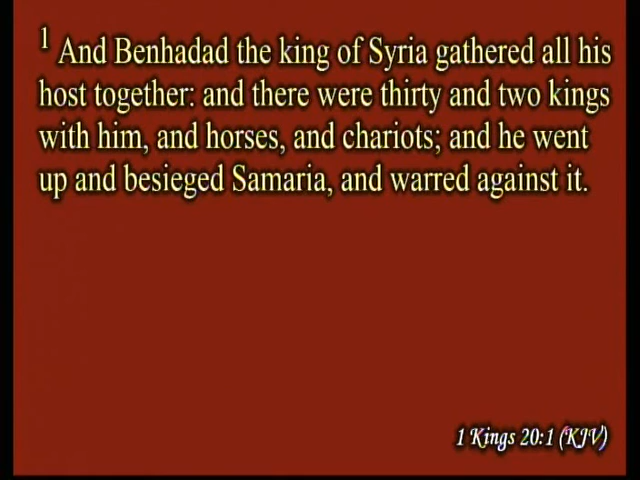 1 And Benhadad the king of Syria gathered all his
host together: and there were thirty and two kings
with him, and horses, and chariots; and he went
up and besieged Samaria, and warred against it.
1 Kings 20:1 (KJV)